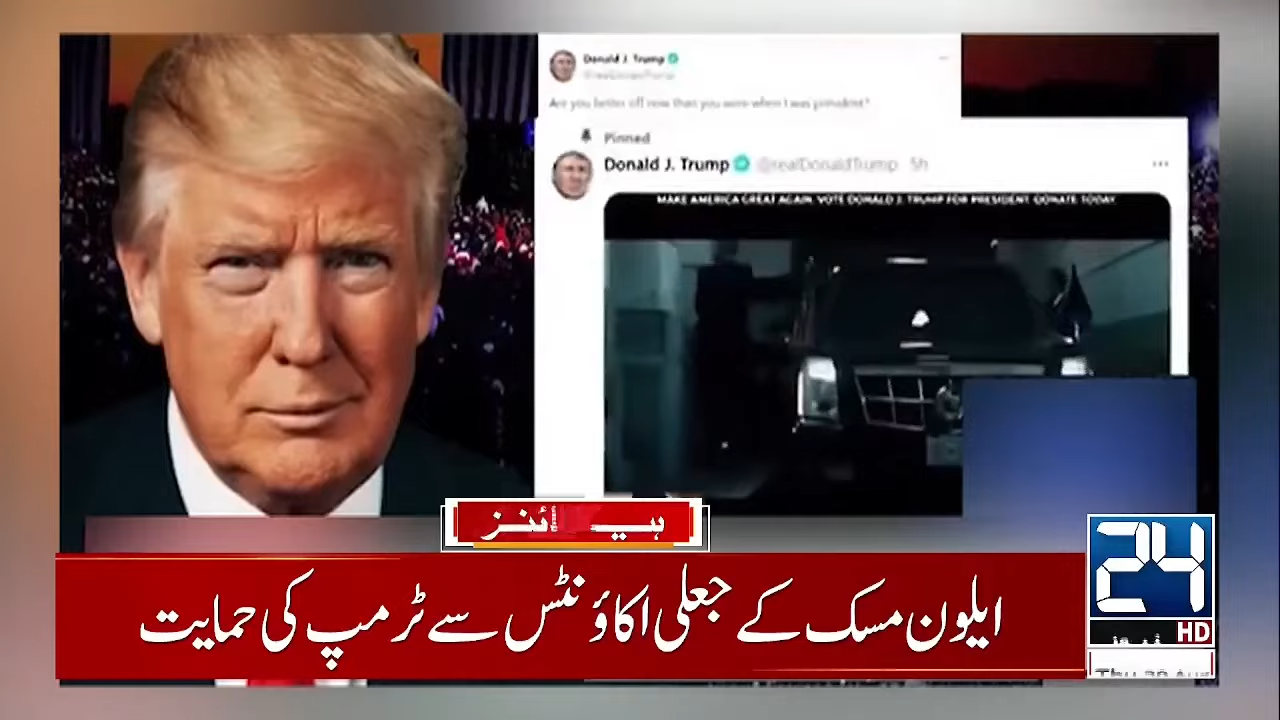 Donald J. Trump
@realDonaldTrump
Are you better off now than you were when I was president?
Pinned
Donald J. Trump @realDonaldTrump 5h
MAKE AMERICA GREAT AGAIN. VOTE DONALD J. TRUMP FOR PRESIDENT. DONATE TODAY.
ایلون مسک کے جعلی اکاؤنٹس سے ٹرمپ کی حمایت
24
HD